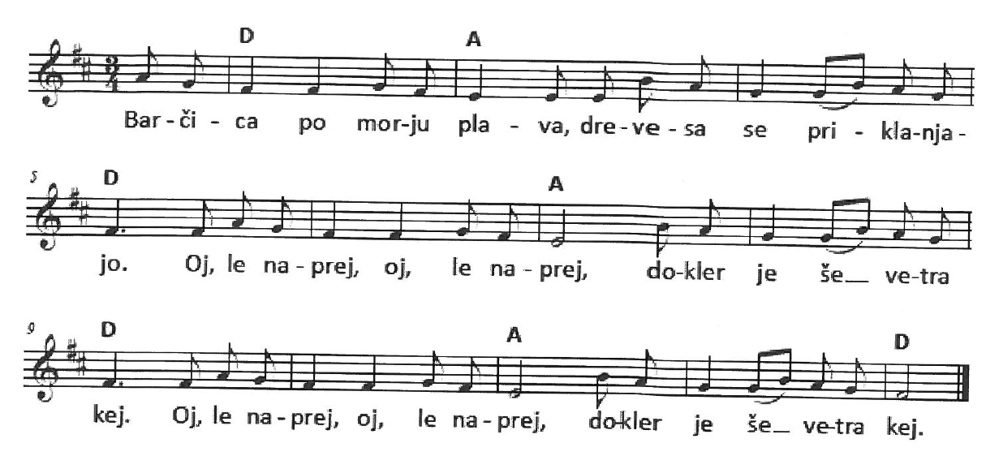 D A
Bar - či - ca po mor-ju pla - va, dre-ve - sa se pri - kla-nja -
5 D A
jo. Oj, le na - prej, oj, le na - prej, do-kler je še__ ve-tra
9 D A D
kej. Oj, le na - prej, oj, le na - prej, do-kler je še__ ve-tra kej.